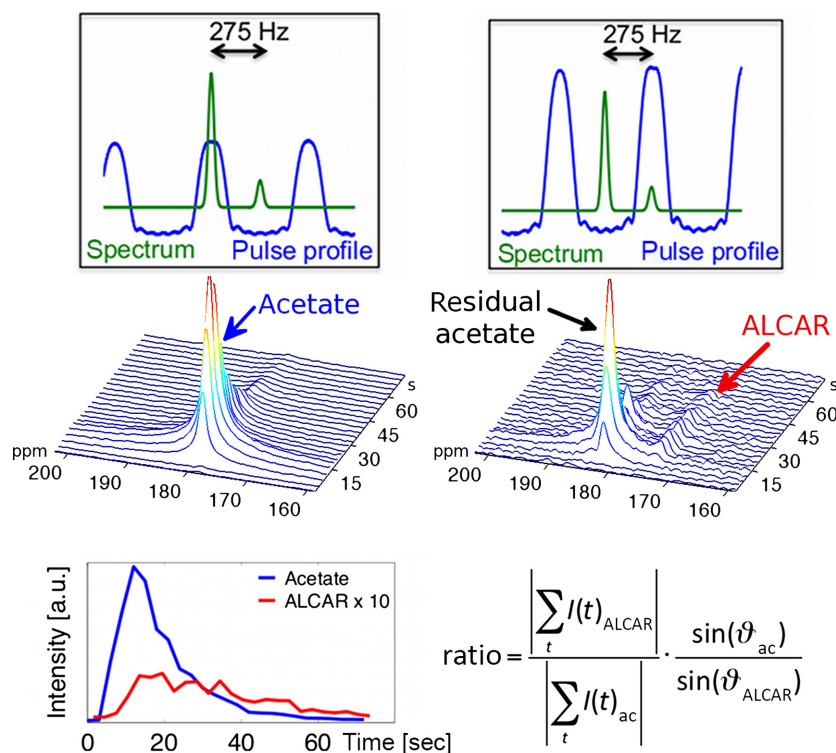 275 Hz
Spectrum Pulse profile
275 Hz
Spectrum Pulse profile
Acetate
s
60
45
30
15
ppm
200
190
180
170
160
Residual
acetate
ALCAR
s
60
45
30
15
ppm
200
190
180
170
160
Intensity [a.u.]
Acetate
ALCAR x 10
0 20 40 60 Time [sec]
ratio = |∑ₜ I(t)ALCAR| / |∑ₜ I(t)ac| · sin(ϑac) / sin(ϑALCAR)